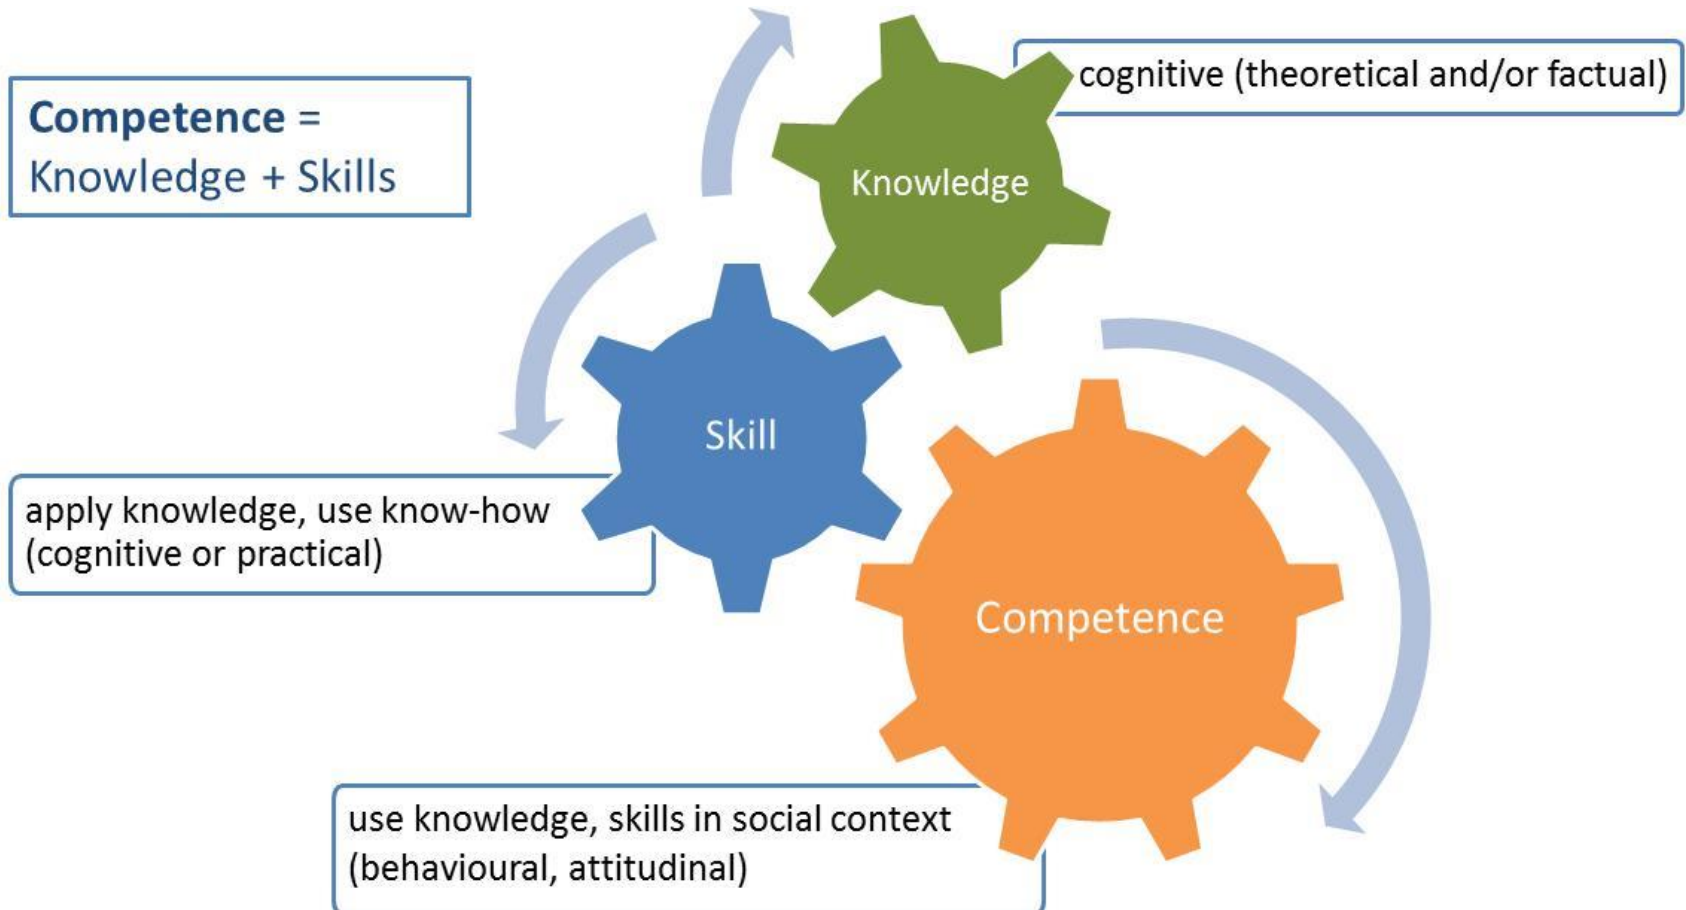 Competence =
Knowledge + Skills
cognitive (theoretical and/or factual)
Knowledge
Skill
apply knowledge, use know-how
(cognitive or practical)
Competence
use knowledge, skills in social context
(behavioural, attitudinal)